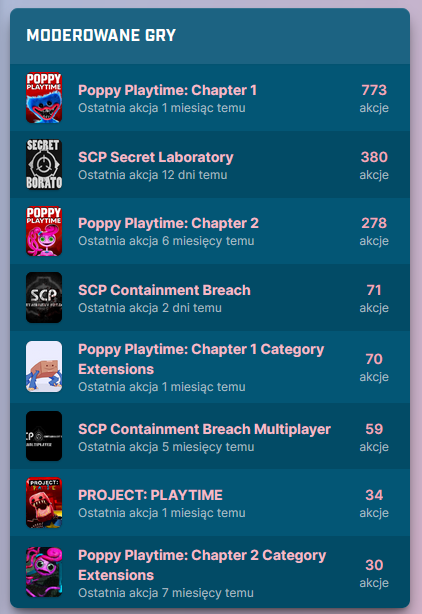 MODEROWANE GRY
POPPY
PLAYTIME
Poppy Playtime: Chapter 1
Ostatnia akcja 1 miesiąc temu
773
akcje
SECRET
BORATO
SCP Secret Laboratory
Ostatnia akcja 12 dni temu
380
akcje
POPPY
PLAYTIME
Poppy Playtime: Chapter 2
Ostatnia akcja 6 miesięcy temu
278
akcje
SCP
SCP Containment Breach
Ostatnia akcja 2 dni temu
71
akcje
Poppy Playtime: Chapter 1 Category
Extensions
Ostatnia akcja 1 miesiąc temu
70
akcje
CP
SCP Containment Breach Multiplayer
Ostatnia akcja 5 miesięcy temu
59
akcje
PROJECT:
PROJECT: PLAYTIME
Ostatnia akcja 1 miesiąc temu
34
akcje
Poppy Playtime: Chapter 2 Category
Extensions
Ostatnia akcja 7 miesięcy temu
30
akcje